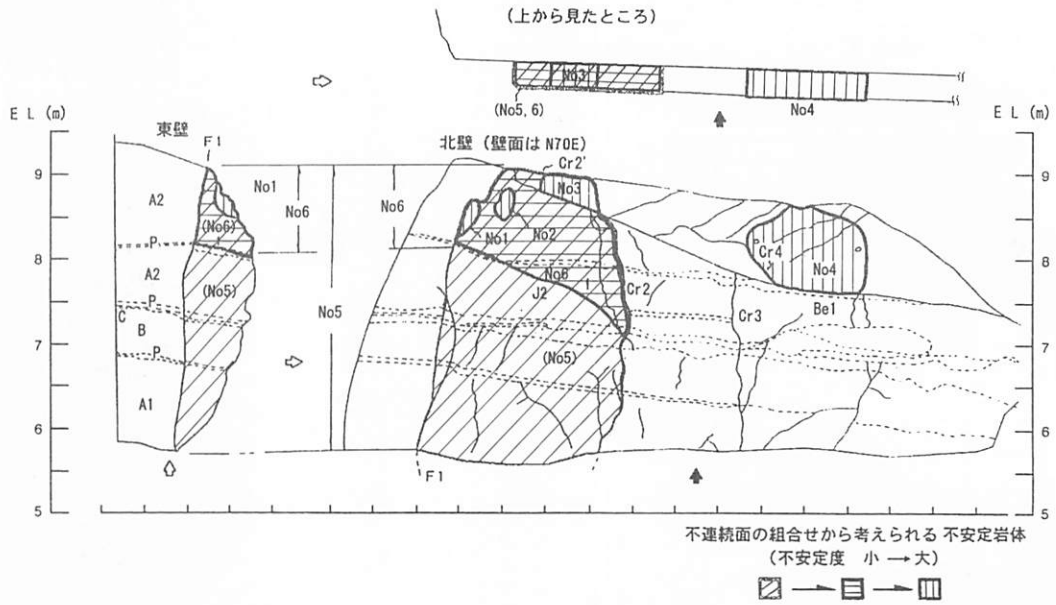 (上から見たところ)
No3
(No5,6)
No4
E L (m)
E L (m)
東壁
北壁 (壁面は N70E)
F1
Cr2'
9
9
No1
No6
No6
No3
A2
(No6)
No1
No2
Cr4
No4
8
8
P
A2
(No5)
No6
J2
Cr2
Be1
P
No5
Cr3
C
B
7
7
(No5)
P
A1
6
6
F1
5
5
不連続面の組合せから考えられる 不安定岩体
(不安定度 小 → 大)